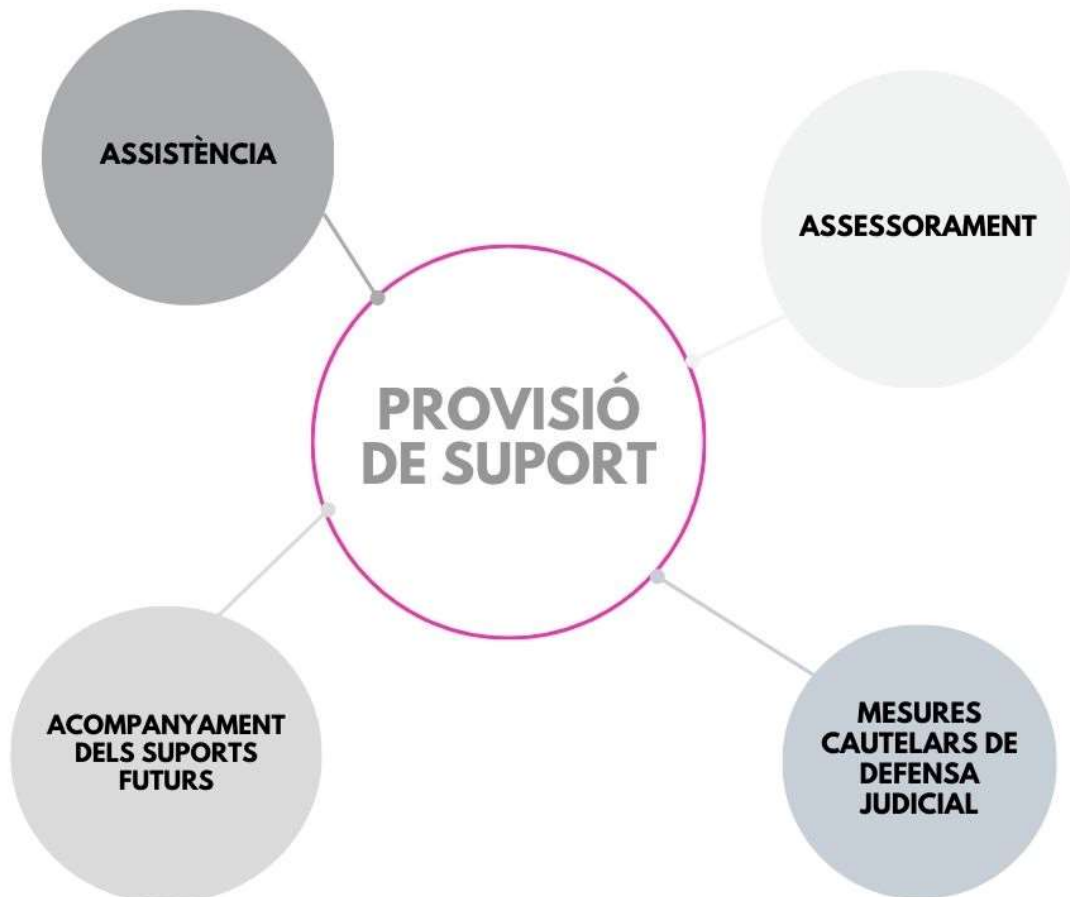 ASSISTÈNCIA
ASSESSORAMENT
PROVISIÓ
DE SUPORT
ACOMPANYAMENT
DELS SUPORTS
FUTURS
MESURES
CAUTELARS DE
DEFENSA
JUDICIAL